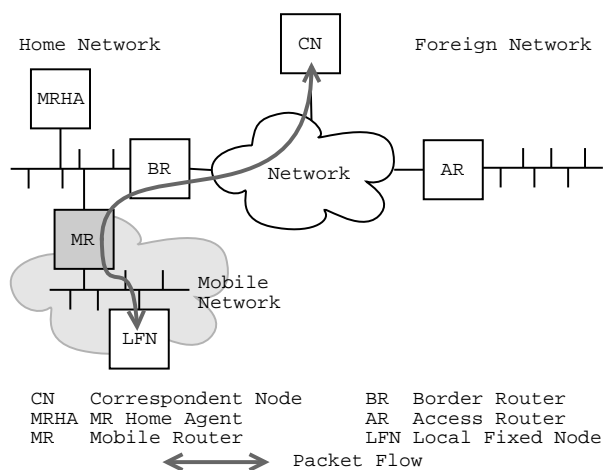 CN
Home Network
Foreign Network
MRHA
BR
Network
AR
MR
Mobile
Network
LFN
CN Correspondent Node BR Border Router
MRHA MR Home Agent AR Access Router
MR Mobile Router LFN Local Fixed Node
Packet Flow